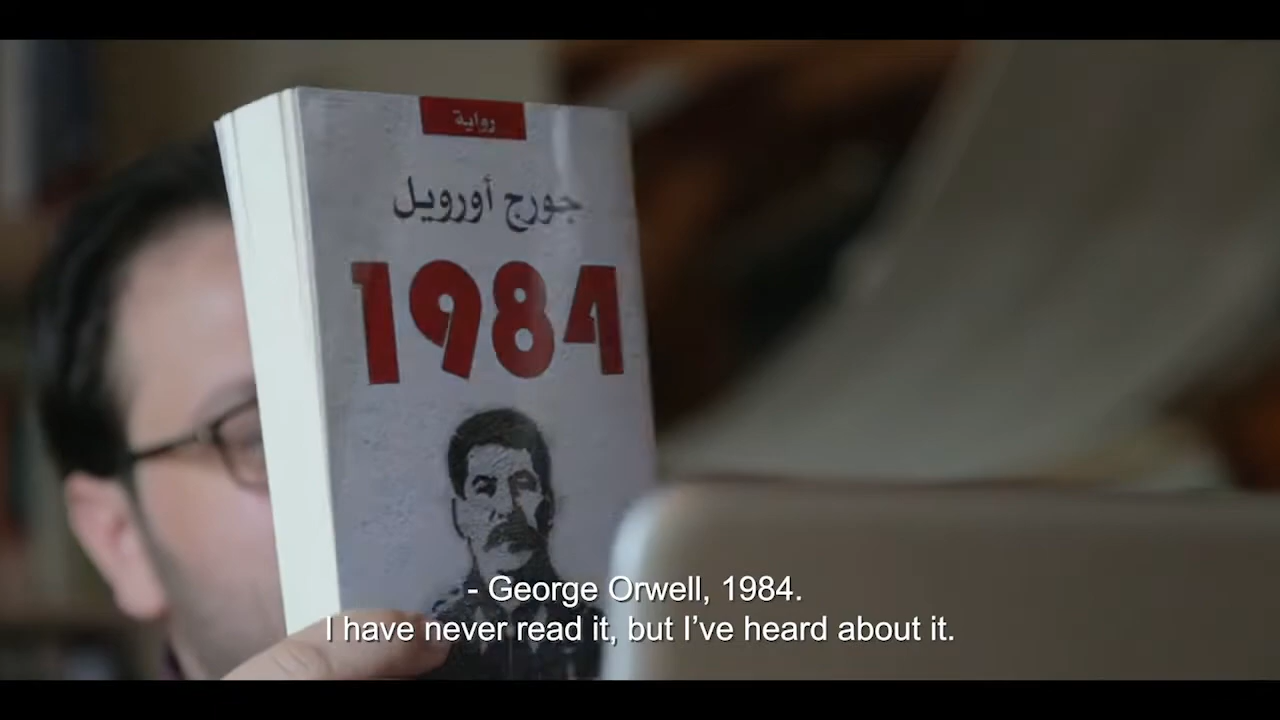 رواية
جورج أورويل
1984
- George Orwell, 1984.
I have never read it, but I’ve heard about it.